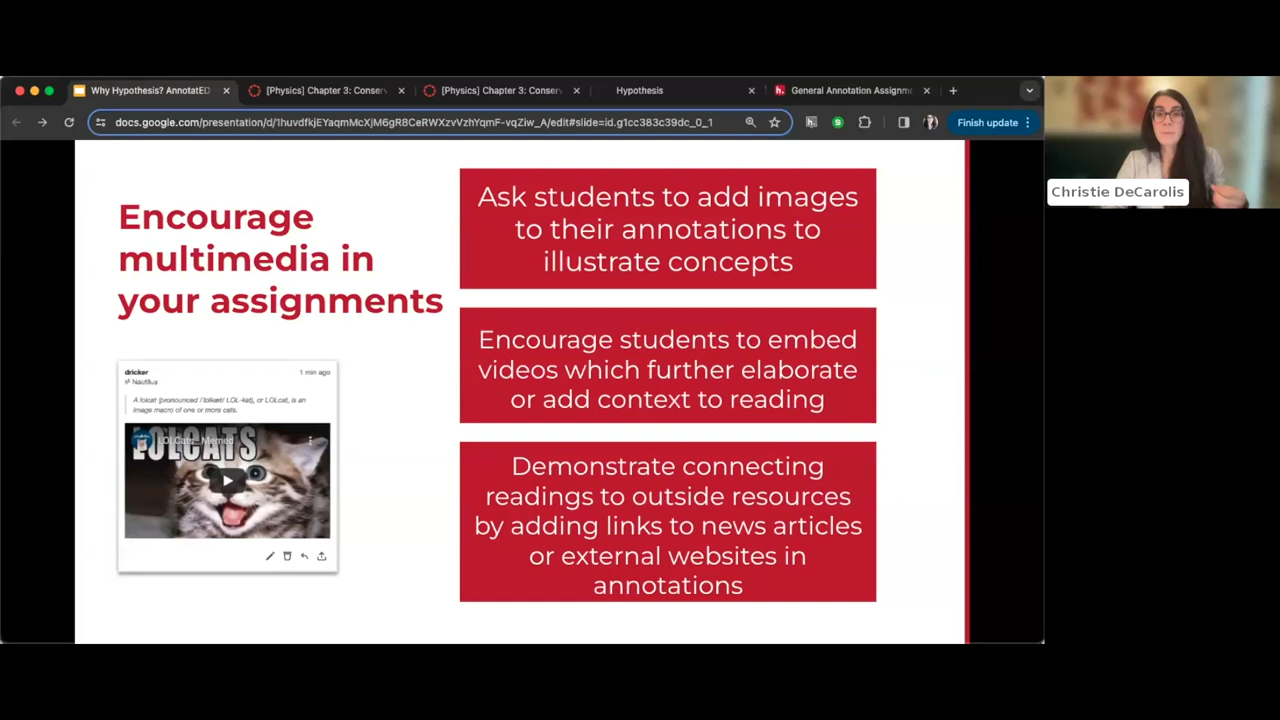 Why Hypothesis? AnnotatED
[Physics] Chapter 3: Conserv
[Physics] Chapter 3: Conserv
Hypothesis
General Annotation Assignm
docs.google.com/presentation/d/1huvdfkjEYaqmMcXjM6gR8CeRWXzvVzhYqmF-vqZiw_A/edit#slide=id.g1cc383c39dc_0_1
Finish update
Christie DeCarolis
Encourage
multimedia in
your assignments
dricker
1 min ago
Nautilus
A lolcat (pronounced /ˈlɒlkæt/ LOL-kat), or LOLcat, is an
image macro of one or more cats.
LOLCats_Memed
LOLCATS
Ask students to add images
to their annotations to
illustrate concepts
Encourage students to embed
videos which further elaborate
or add context to reading
Demonstrate connecting
readings to outside resources
by adding links to news articles
or external websites in
annotations